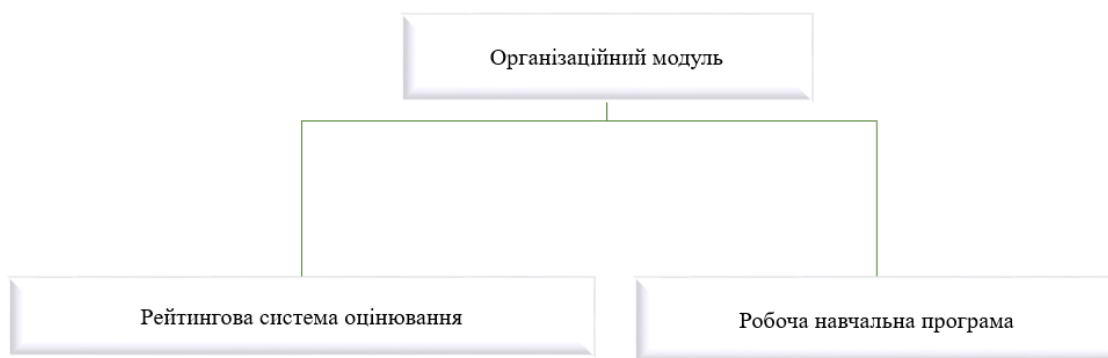 Організаційний модуль
Рейтингова система оцінювання
Робоча навчальна програма